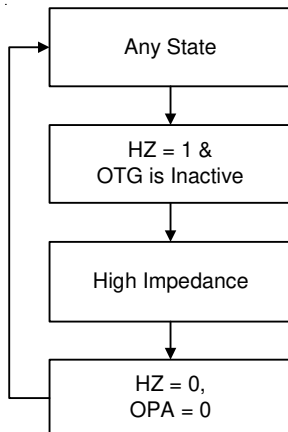 Any State
HZ = 1 &
OTG is Inactive
High Impedance
HZ = 0,
OPA = 0